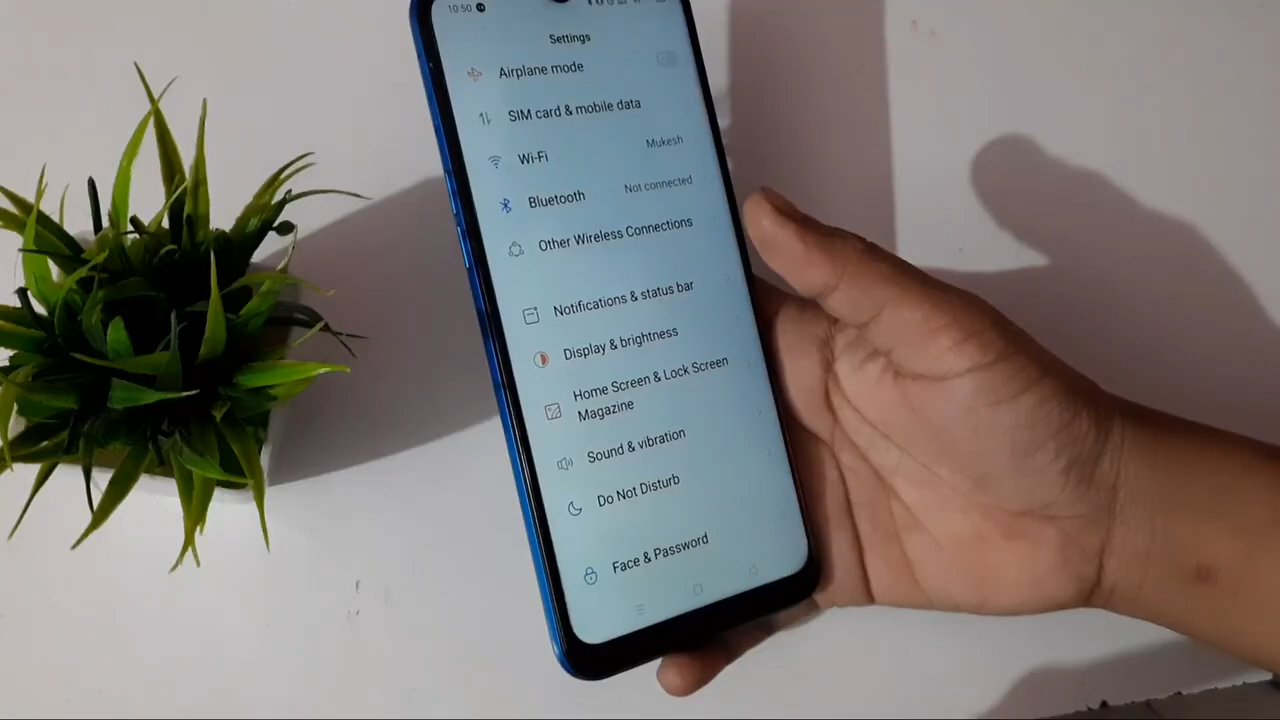 10:50
Settings
Airplane mode
SIM card & mobile data
Wi-Fi Mukesh
Bluetooth Not connected
Other Wireless Connections
Notifications & status bar
Display & brightness
Home Screen & Lock Screen
Magazine
Sound & vibration
Do Not Disturb
Face & Password